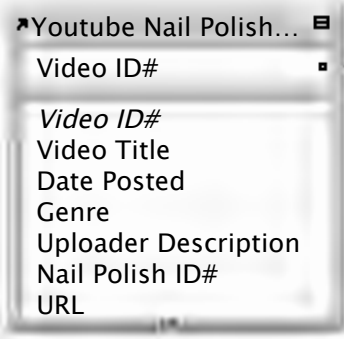 Youtube Nail Polish…
Video ID#
Video ID#
Video Title
Date Posted
Genre
Uploader Description
Nail Polish ID#
URL